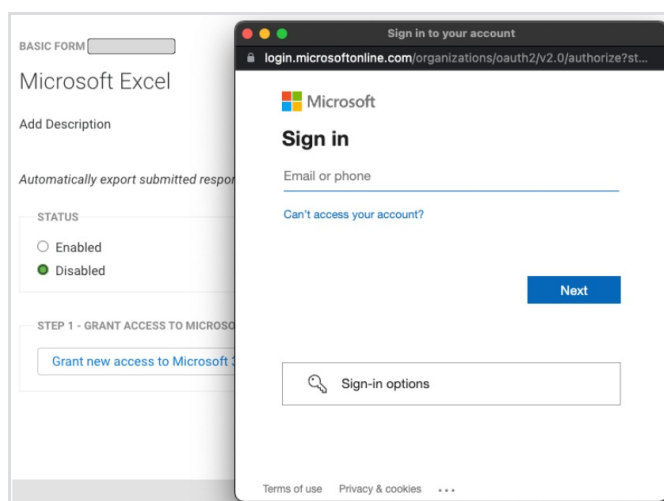 BASIC FORM
Microsoft Excel
Add Description
Automatically export submitted
STATUS
Enabled
Disabled
STEP 1 - GRANT ACCESS TO
Grant new access to Microsoft
Sign in to your account
login.microsoftonline.com/organizations/oauth2/v2.0/authorize?st...
Microsoft
Sign in
Email or phone
Can't access your account?
Next
Sign-in options
Terms of use Privacy & cookies ...